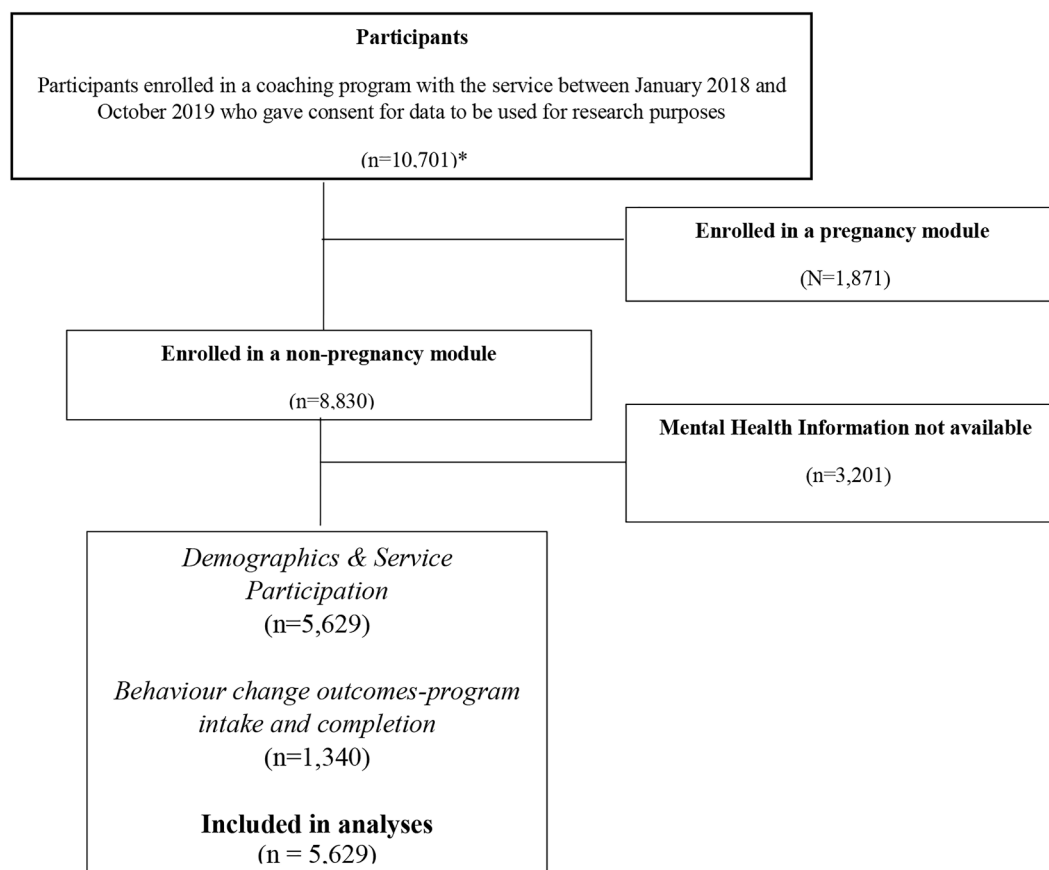 Participants
Participants enrolled in a coaching program with the service between January 2018 and
October 2019 who gave consent for data to be used for research purposes
(n=10,701)*
Enrolled in a pregnancy module
(N=1,871)
Enrolled in a non-pregnancy module
(n=8,830)
Mental Health Information not available
(n=3,201)
Demographics & Service
Participation
(n=5,629)
Behaviour change outcomes-program
intake and completion
(n=1,340)
Included in analyses
(n = 5,629)